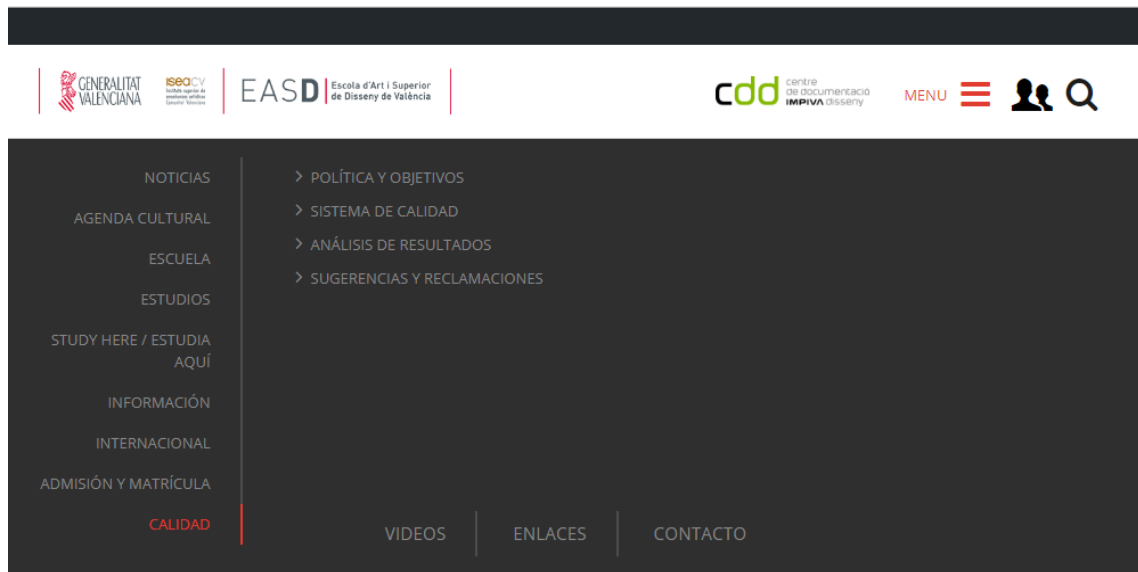 GENERALITAT
VALENCIANA
iseaCV
EASD
Escola d'Art i Superior
de Disseny de València
cdd
centre
de documentació
IMPIVA disseny
MENU
NOTICIAS
AGENDA CULTURAL
ESCUELA
ESTUDIOS
STUDY HERE / ESTUDIA
AQUÍ
INFORMACIÓN
INTERNACIONAL
ADMISIÓN Y MATRÍCULA
CALIDAD
POLÍTICA Y OBJETIVOS
SISTEMA DE CALIDAD
ANÁLISIS DE RESULTADOS
SUGERENCIAS Y RECLAMACIONES
VIDEOS
ENLACES
CONTACTO